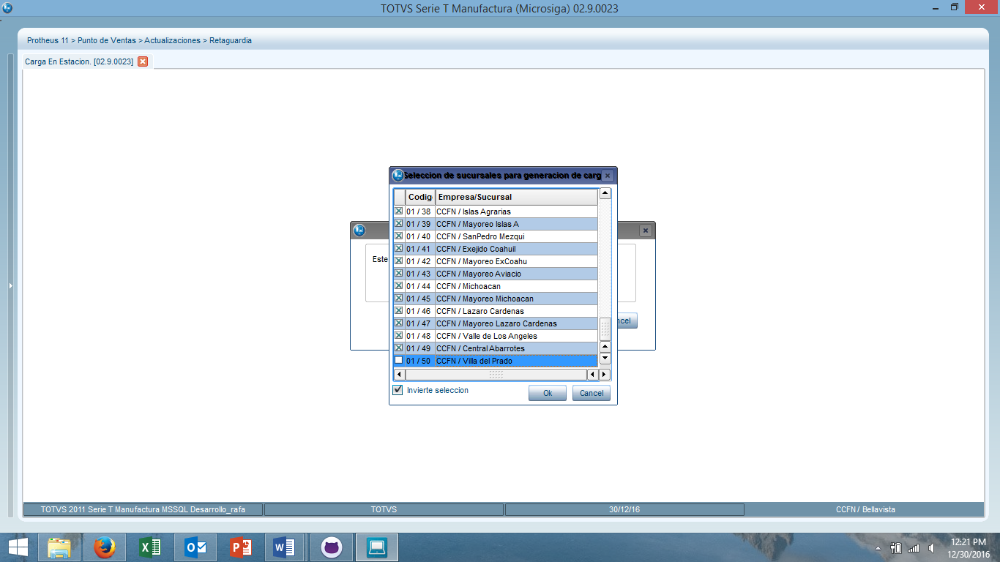 TOTVS Serie T Manufactura (Microsiga) 02.9.0023
Protheus 11 > Punto de Ventas > Actualizaciones > Retaguardia
Carga En Estacion. [02.9.0023]
Seleccion de sucursales para generacion de carg
Codig Empresa/Sucursal
01 / 38 CCFN / Islas Agrarias
01 / 39 CCFN / Mayoreo Islas A
01 / 40 CCFN / SanPedro Mezqui
01 / 41 CCFN / Exejido Coahuil
01 / 42 CCFN / Mayoreo ExCoahu
01 / 43 CCFN / Mayoreo Aviacio
01 / 44 CCFN / Michoacan
01 / 45 CCFN / Mayoreo Michoacan
01 / 46 CCFN / Lazaro Cardenas
01 / 47 CCFN / Mayoreo Lazaro Cardenas
01 / 48 CCFN / Valle de Los Angeles
01 / 49 CCFN / Central Abarrotes
01 / 50 CCFN / Villa del Prado
Este
ncel
Invierte seleccion
Ok Cancel
TOTVS 2011 Serie T Manufactura MSSQL Desarrollo_rafa TOTVS 30/12/16 CCFN / Bellavista
12:21 PM
12/30/2016